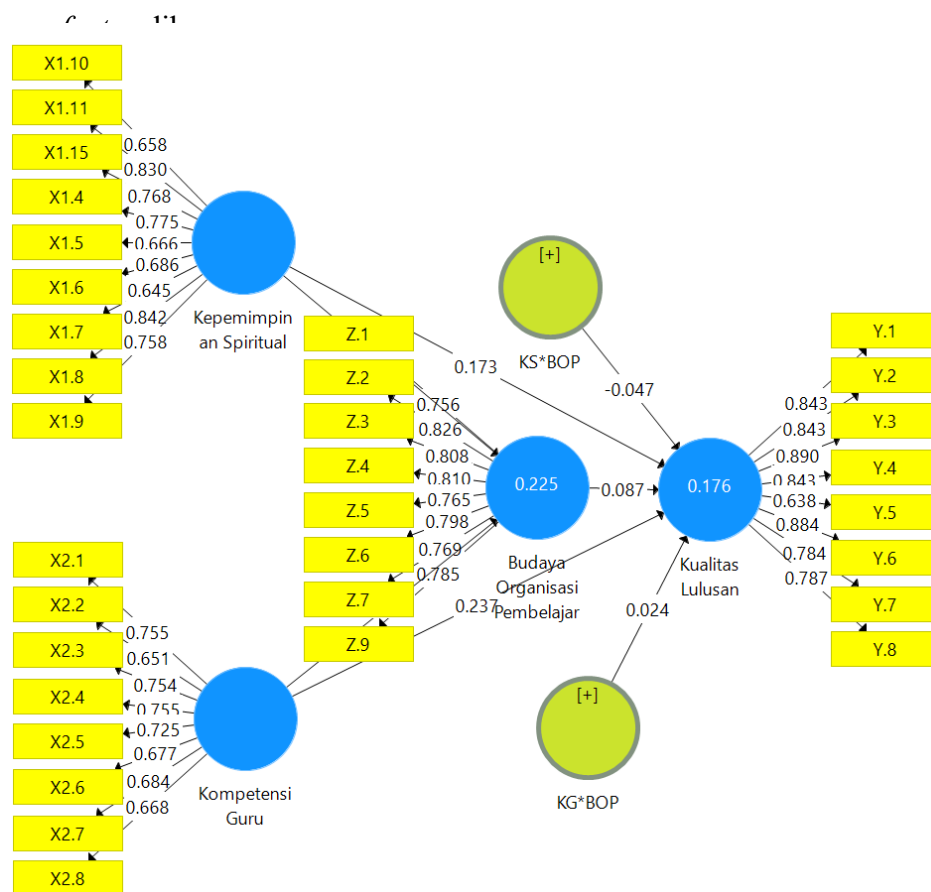 X1.10
X1.11
X1.15
X1.4
X1.5
X1.6
X1.7
X1.8
X1.9
0.658
0.830
0.768
0.775
0.666
0.686
0.645
0.842
0.758
Kepemimpin
an Spiritual
X2.1
X2.2
X2.3
X2.4
X2.5
X2.6
X2.7
X2.8
0.755
0.651
0.754
0.755
0.725
0.677
0.684
0.668
Kompetensi
Guru
Z.1
Z.2
Z.3
Z.4
Z.5
Z.6
Z.7
Z.9
0.756
0.826
0.808
0.810
0.765
0.798
0.769
0.785
0.225
Budaya
Organisasi
Pembelajar
0.173
0.087
0.237
[+]
KS*BOP
-0.047
0.176
Kualitas
Lulusan
0.024
[+]
KG*BOP
0.843
0.843
0.890
0.843
0.638
0.884
0.784
0.787
Y.1
Y.2
Y.3
Y.4
Y.5
Y.6
Y.7
Y.8